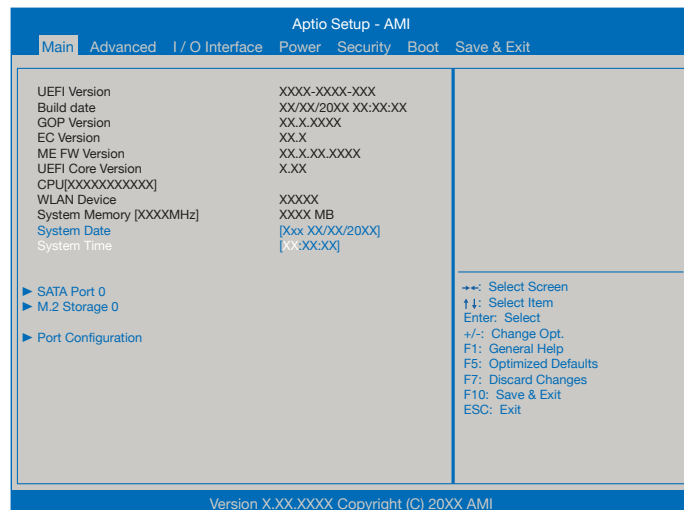 Aptio Setup - AMI
Main Advanced I / O Interface Power Security Boot Save & Exit
UEFI Version XXXX-XXXX-XXX
Build date XX/XX/20XX XX:XX:XX
GOP Version XX.X.XXXX
EC Version XX.X
ME FW Version XX.X.XX.XXXX
UEFI Core Version X.XX
CPU[XXXXXXXXXXX]
WLAN Device XXXXX
System Memory [XXXXMHz] XXXX MB
System Date [Xxx XX/XX/20XX]
System Time [XX:XX:XX]
► SATA Port 0
► M.2 Storage 0
► Port Configuration
→←: Select Screen
↑↓: Select Item
Enter: Select
+/-: Change Opt.
F1: General Help
F5: Optimized Defaults
F7: Discard Changes
F10: Save & Exit
ESC: Exit
Version X.XX.XXXX Copyright (C) 20XX AMI